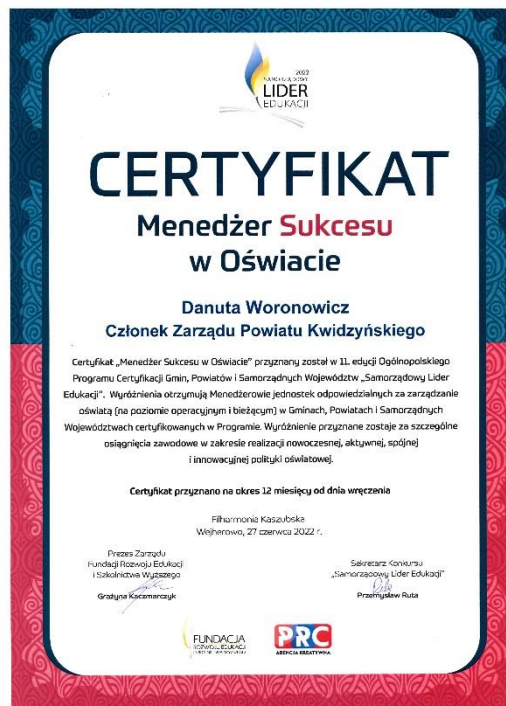 2022
SAMORZĄDOWY
LIDER
EDUKACJI
CERTYFIKAT
Menedżer Sukcesu
w Oświacie
Danuta Woronowicz
Członek Zarządu Powiatu Kwidzyńskiego
Certyfikat „Menedżer Sukcesu w Oświacie” przyznany został w 11. edycji Ogólnopolskiego
Programu Certyfikacji Gmin, Powiatów i Samorządnych Województw „Samorządowy Lider
Edukacji”. Wyróżnienia otrzymują Menedżerowie jednostek odpowiedzialnych za zarządzanie
oświatą (na poziomie operacyjnym i bieżącym) w Gminach, Powiatach i Samorządnych
Województwach certyfikowanych w Programie. Wyróżnienie przyznane zostaje za szczególne
osiągnięcia zawodowe w zakresie realizacji nowoczesnej, aktywnej, spójnej
i innowacyjnej polityki oświatowej.
Certyfikat przyznano na okres 12 miesięcy od dnia wręczenia
Filharmonia Kaszubska
Wejherowo, 27 czerwca 2022 r.
Prezes Zarządu
Fundacji Rozwoju Edukacji
i Szkolnictwa Wyższego
Grażyna Kaczmarczyk
Sekretarz Konkursu
„Samorządowy Lider Edukacji”
Przemysław Ruta
FUNDACJA
ROZWOJU EDUKACJI
I SZKOLNICTWA WYŻSZEGO
PRC
AGENCJA KREATYWNA